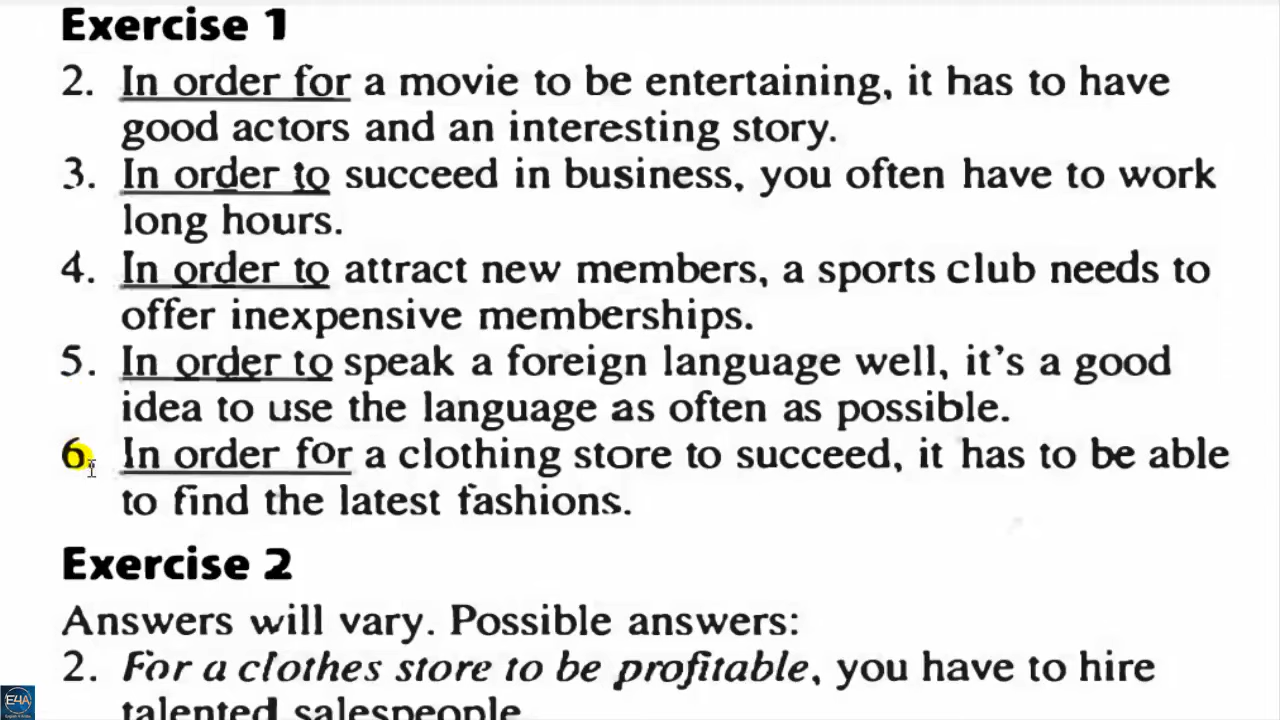 Exercise 1
2. In order for a movie to be entertaining, it has to have
good actors and an interesting story.
3. In order to succeed in business, you often have to work
long hours.
4. In order to attract new members, a sports club needs to
offer inexpensive memberships.
5. In order to speak a foreign language well, it's a good
idea to use the language as often as possible.
6. In order for a clothing store to succeed, it has to be able
to find the latest fashions.
Exercise 2
Answers will vary. Possible answers:
2. For a clothes store to be profitable, you have to hire
talented salespeople.
E4A